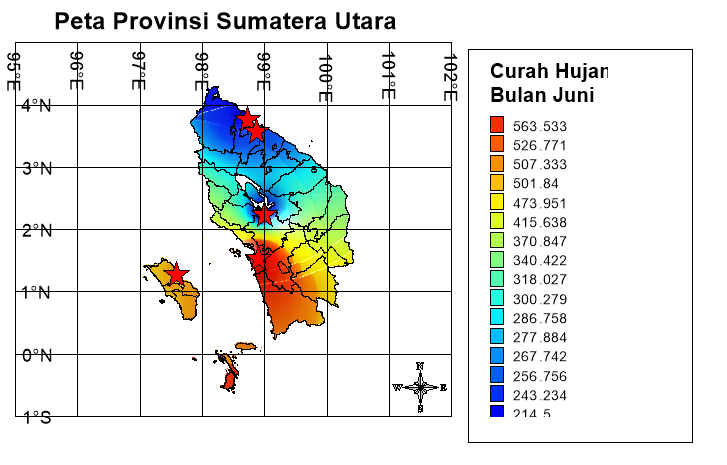 Peta Provinsi Sumatera Utara
95°E 96°E 97°E 98°E 99°E 100°E 101°E 102°E
4°N
3°N
2°N
1°N
0°N
1°S
N
W E
S
Curah Hujan
Bulan Juni
563.533
526.771
507.333
501.84
473.951
415.638
370.847
340.422
318.027
300.279
286.758
277.884
267.742
256.756
243.234
214.5